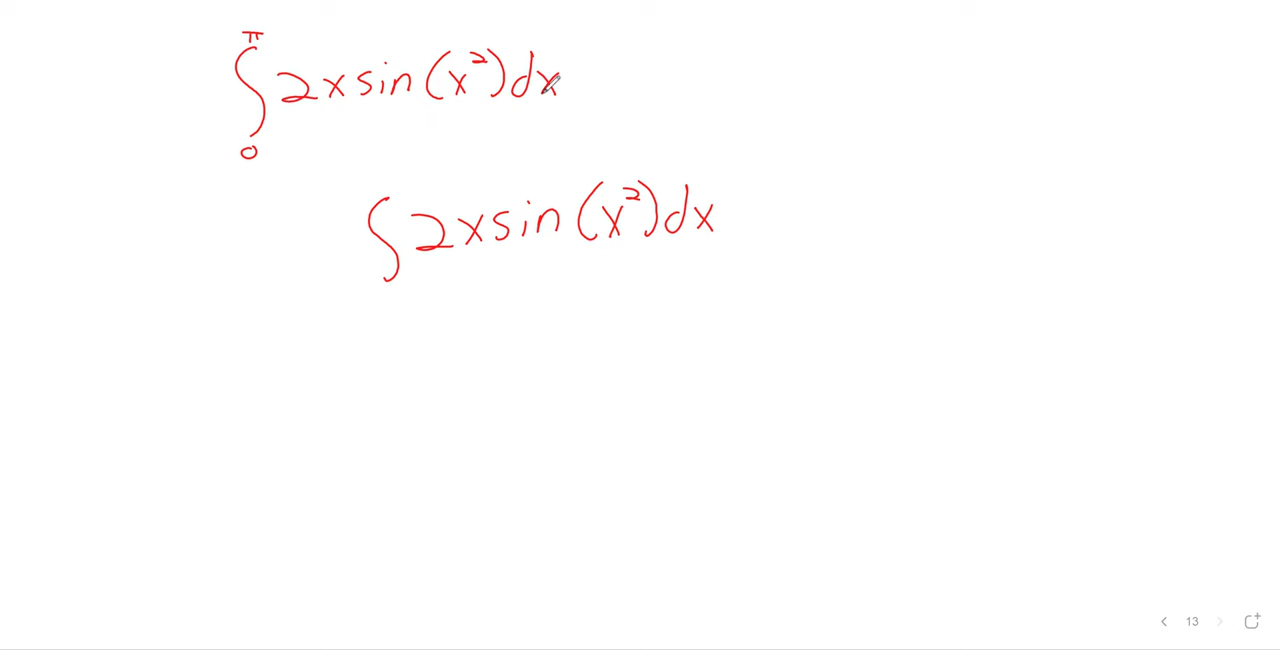 ∫₀^π 2x sin(x²)dx
∫ 2x sin(x²)dx
13